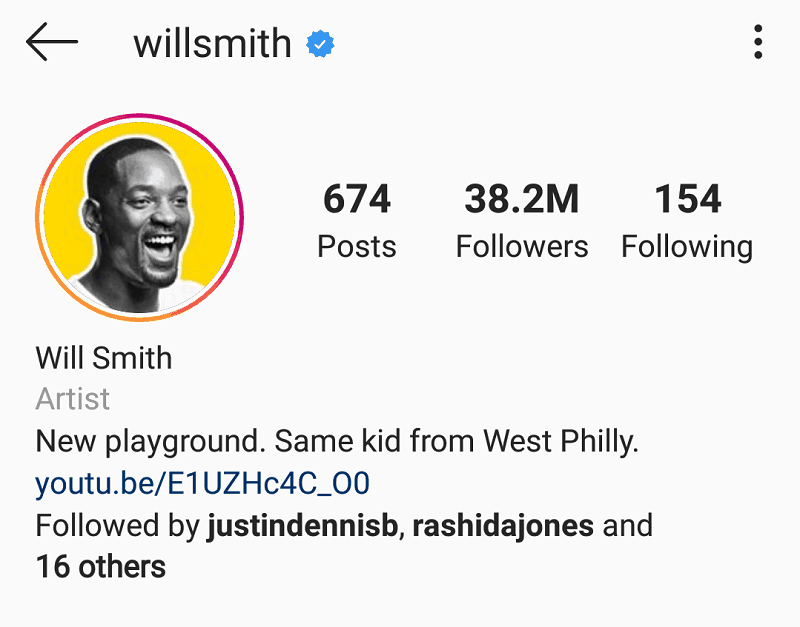 willsmith
674 38.2M 154
Posts Followers Following
Will Smith
Artist
New playground. Same kid from West Philly.
youtu.be/E1UZHc4C_O0
Followed by justindennisb, rashidajones and
16 others